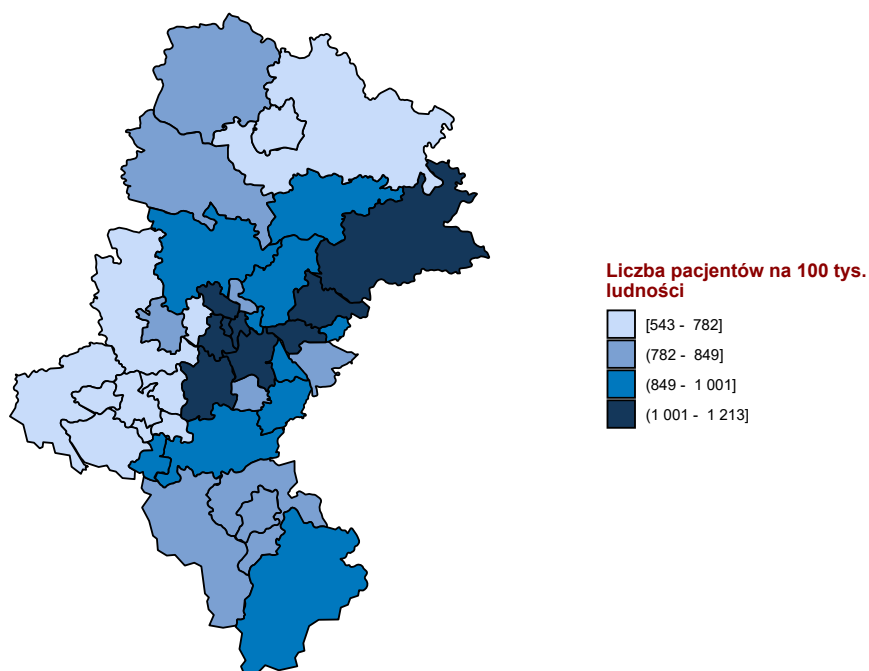 Liczba pacjentów na 100 tys.
ludności
[543 - 782]
(782 - 849]
(849 - 1 001]
(1 001 - 1 213]